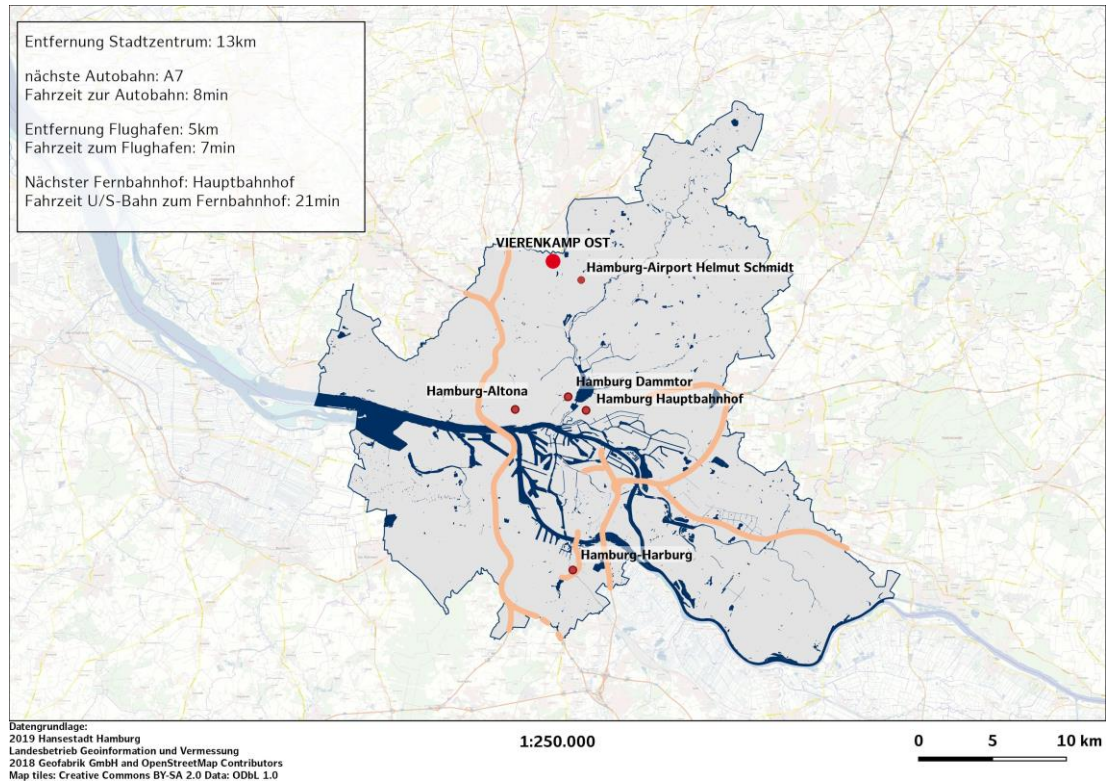 Entfernung Stadtzentrum: 13km
nächste Autobahn: A7
Fahrzeit zur Autobahn: 8min
Entfernung Flughafen: 5km
Fahrzeit zum Flughafen: 7min
Nächster Fernbahnhof: Hauptbahnhof
Fahrzeit U/S-Bahn zum Fernbahnhof: 21min
VIERENKAMP OST
Hamburg-Airport Helmut Schmidt
Hamburg Dammtor
Hamburg-Altona
Hamburg Hauptbahnhof
Hamburg-Harburg
Datengrundlage:
2019 Hansestadt Hamburg
Landesbetrieb Geoinformation und Vermessung
2018 Geofabrik GmbH and OpenStreetMap Contributors
Map tiles: Creative Commons BY-SA 2.0 Data: ODbL 1.0
1:250.000
0 5 10 km